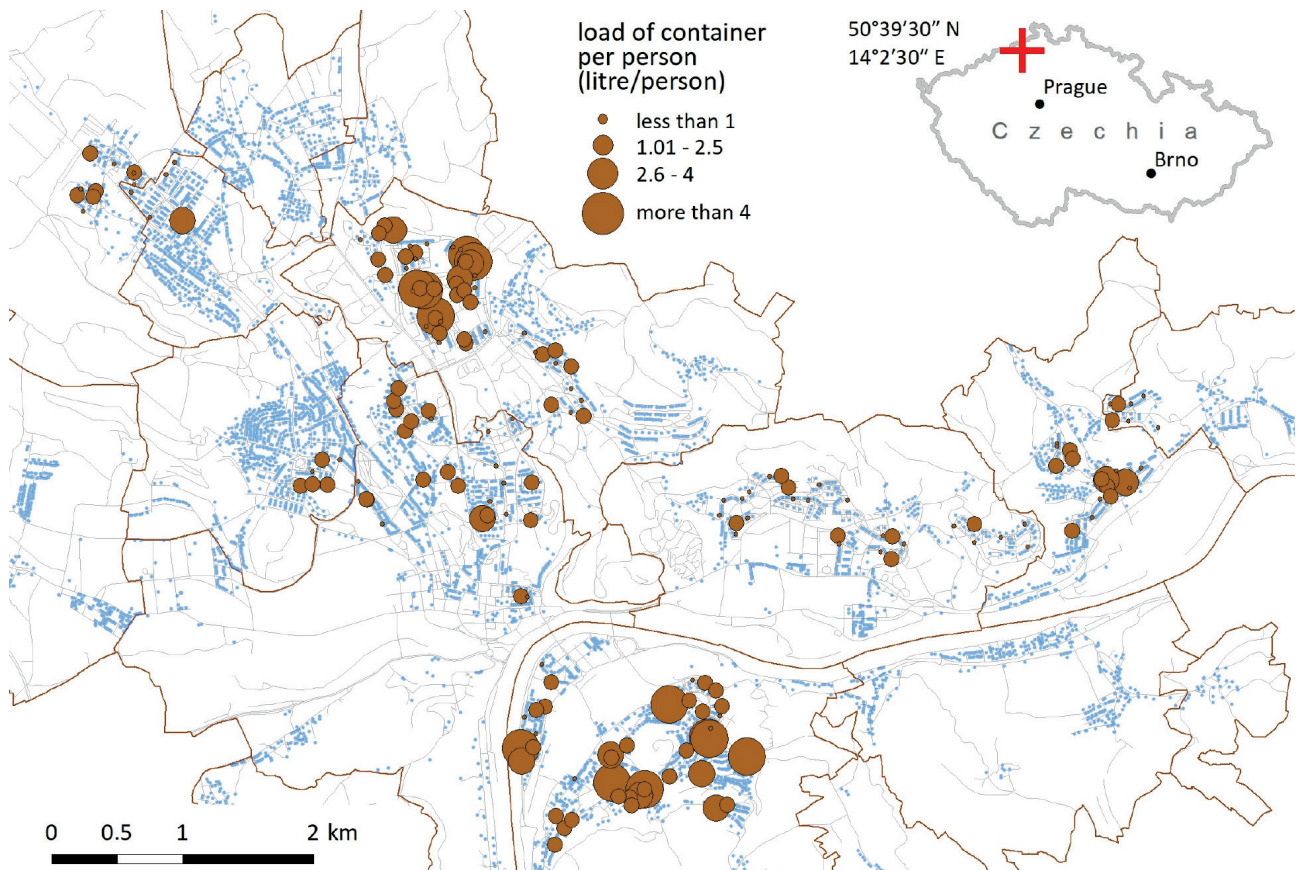 load of container
per person
(litre/person)
less than 1
1.01 - 2.5
2.6 - 4
more than 4
50°39’30’’ N
14°2’30’’ E
Prague
Czechia
Brno
0 0.5 1 2 km